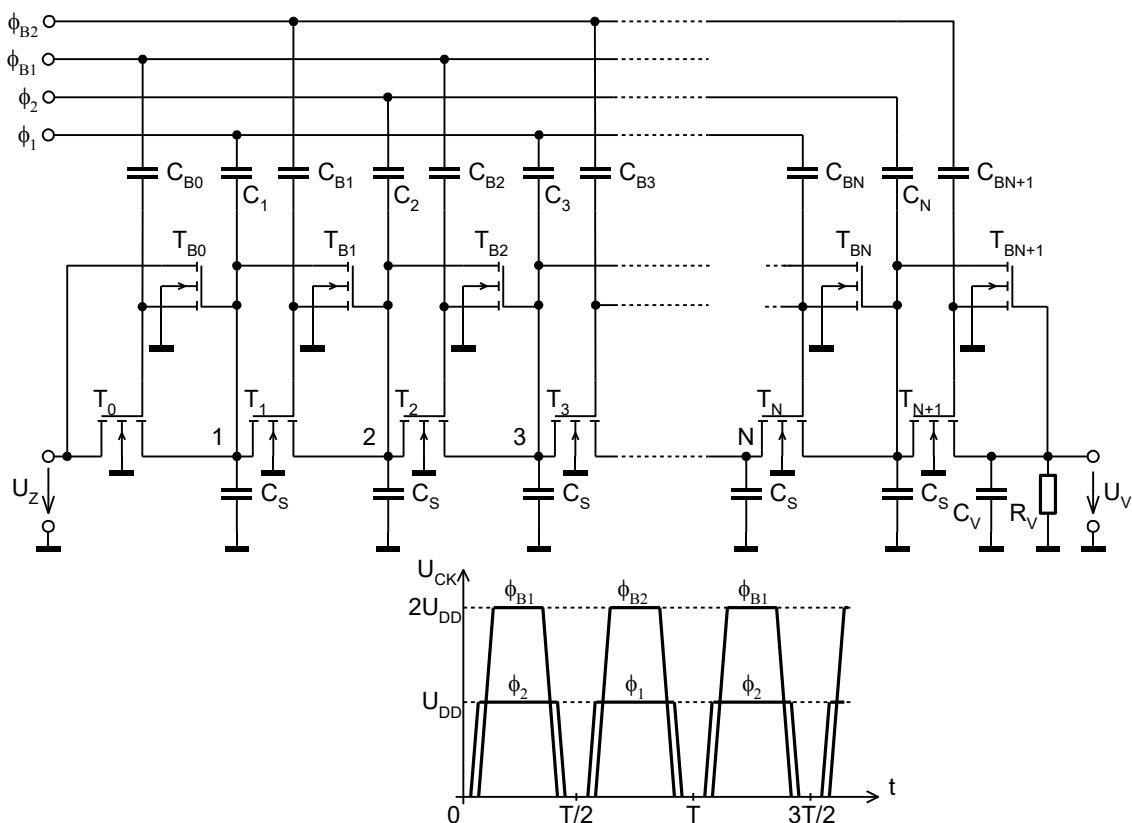 ϕB2
ϕB1
ϕ2
ϕ1
CB0 C1 CB1 C2 CB2 C3 CB3 CBN CN CBN+1
TB0 TB1 TB2 TBN TBN+1
T0 T1 T2 T3 TN TN+1
1 2 3 N
UZ CS CS CS CS CS CV RV UV
UCK
2UDD ϕB1 ϕB2 ϕB1
UDD ϕ2 ϕ1 ϕ2
t
0 T/2 T 3T/2